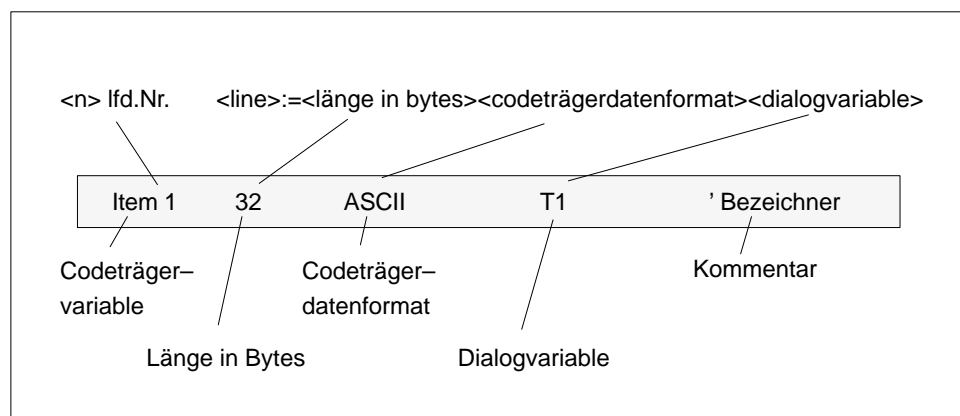 <n> lfd.Nr. <line>:=<länge in bytes><codeträgerdatenformat><dialogvariable>
Item 1 32 ASCII T1 ’ Bezeichner
Codeträger–
variable
Codeträger–
datenformat
Kommentar
Länge in Bytes Dialogvariable